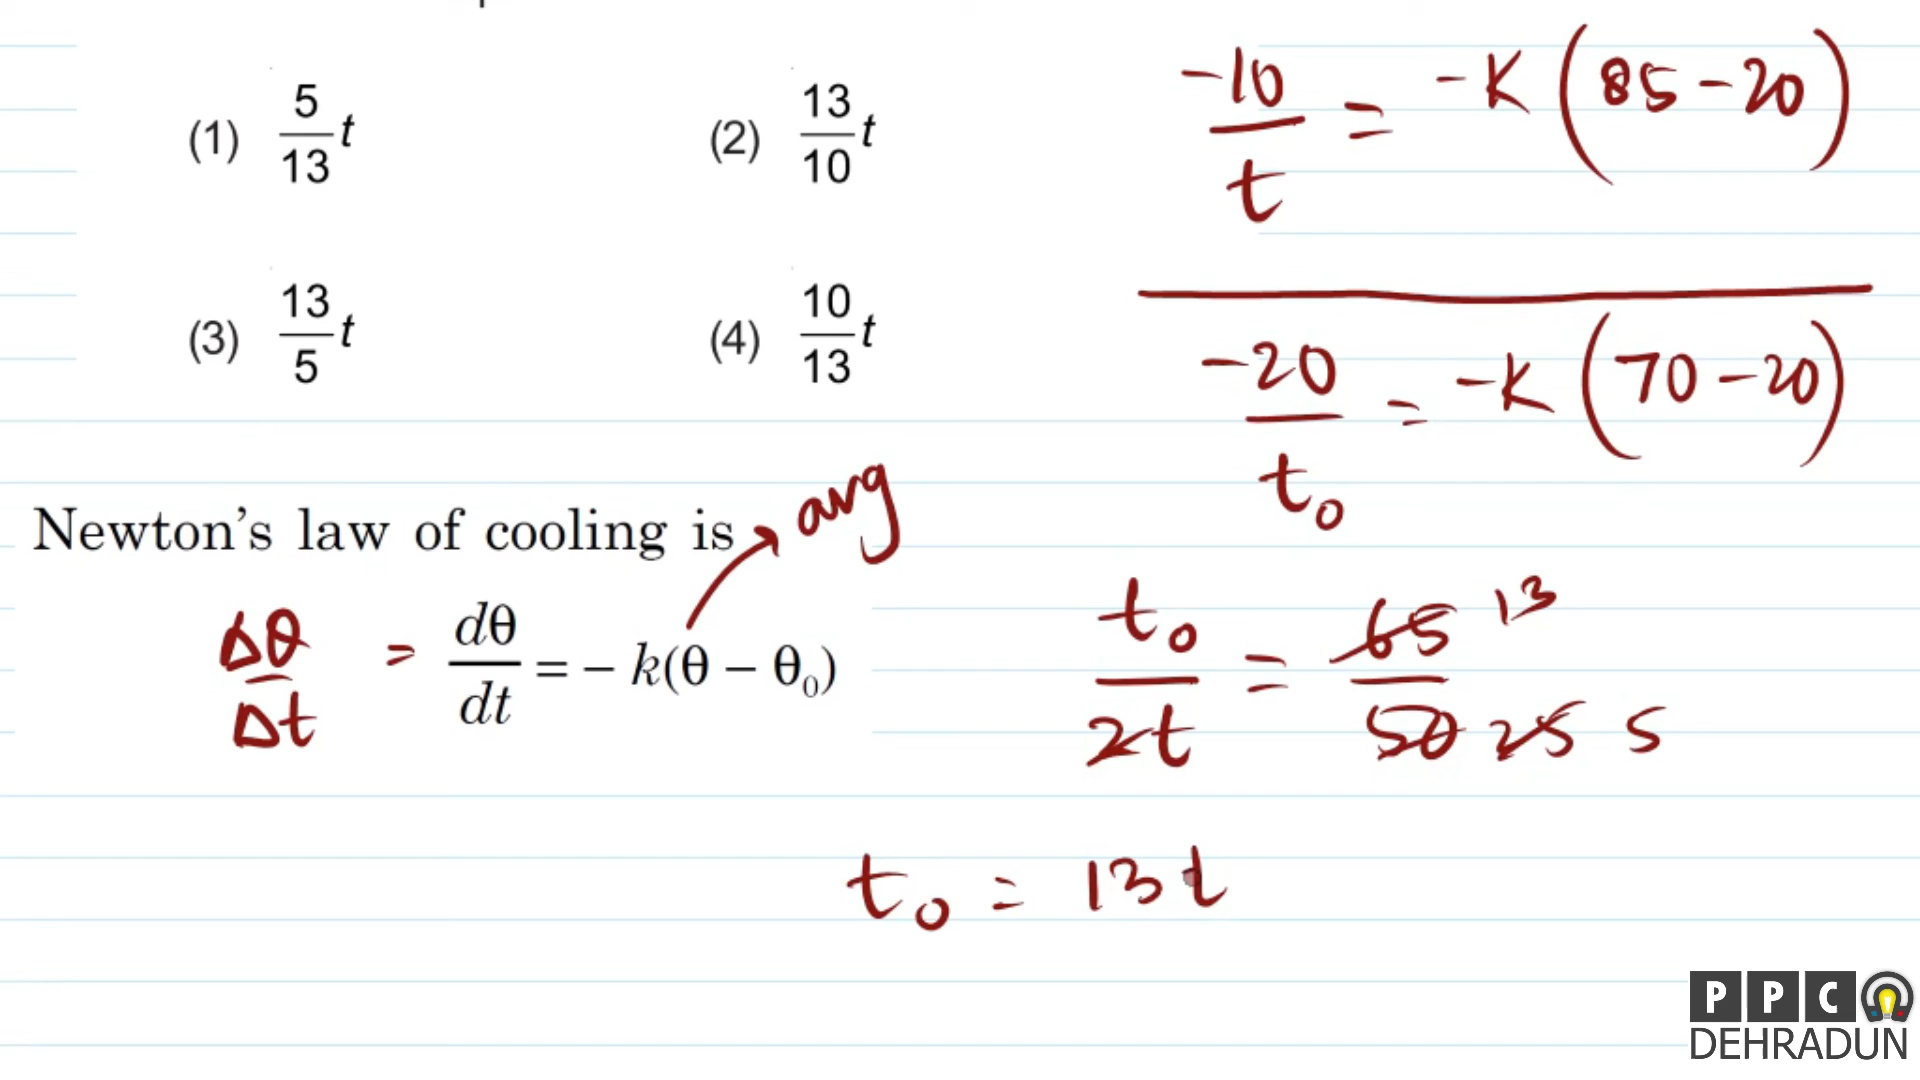 (1) 5/13 t (2) 13/10 t
(3) 13/5 t (4) 10/13 t
Newton's law of cooling is → avg
Δθ/Δt = dθ/dt = – k(θ – θ₀)
-10/t = -K (85-20)
-20/t₀ = -K (70-20)
t₀/2t = 65/50 13 25 5
t₀ = 13t
PPC
DEHRADUN